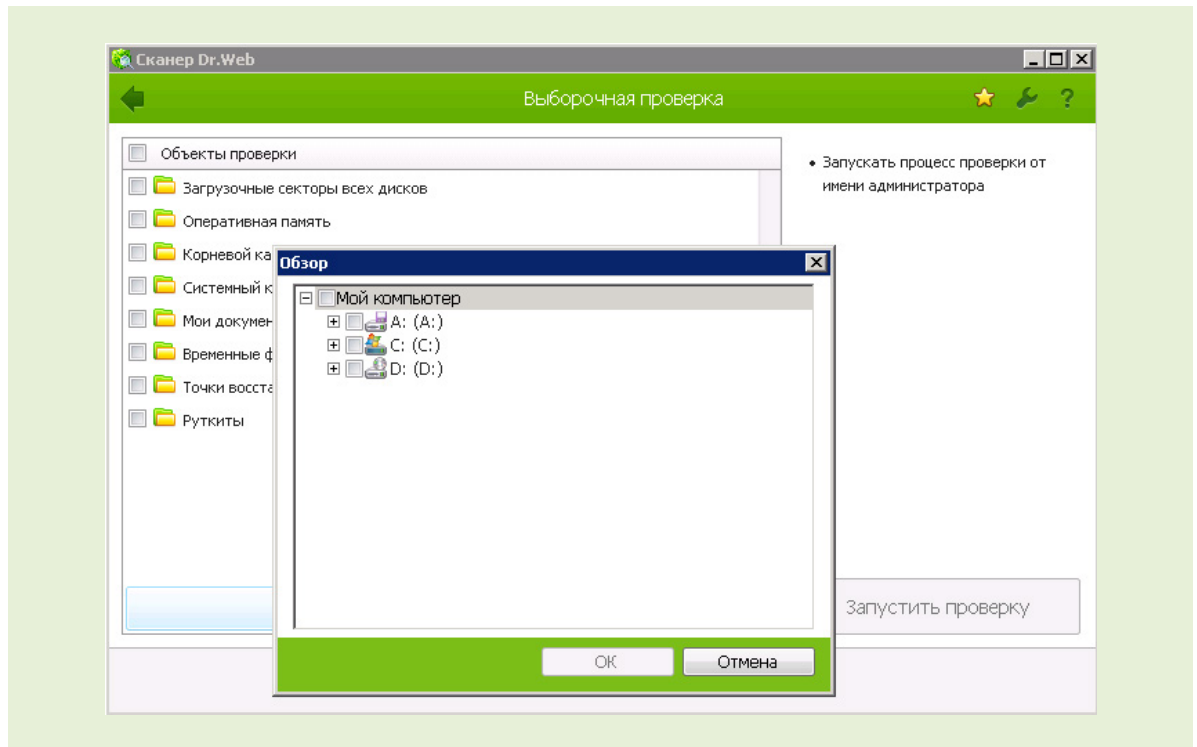 Сканер Dr.Web
Выборочная проверка
?
Объекты проверки
Загрузочные секторы всех дисков
Оперативная память
Корневой ка
Системный к
Мои докумен
Временные ф
Точки восста
Руткиты
• Запускать процесс проверки от
имени администратора
Обзор
Мой компьютер
A: (A:)
C: (C:)
D: (D:)
OK
Отмена
Запустить проверку